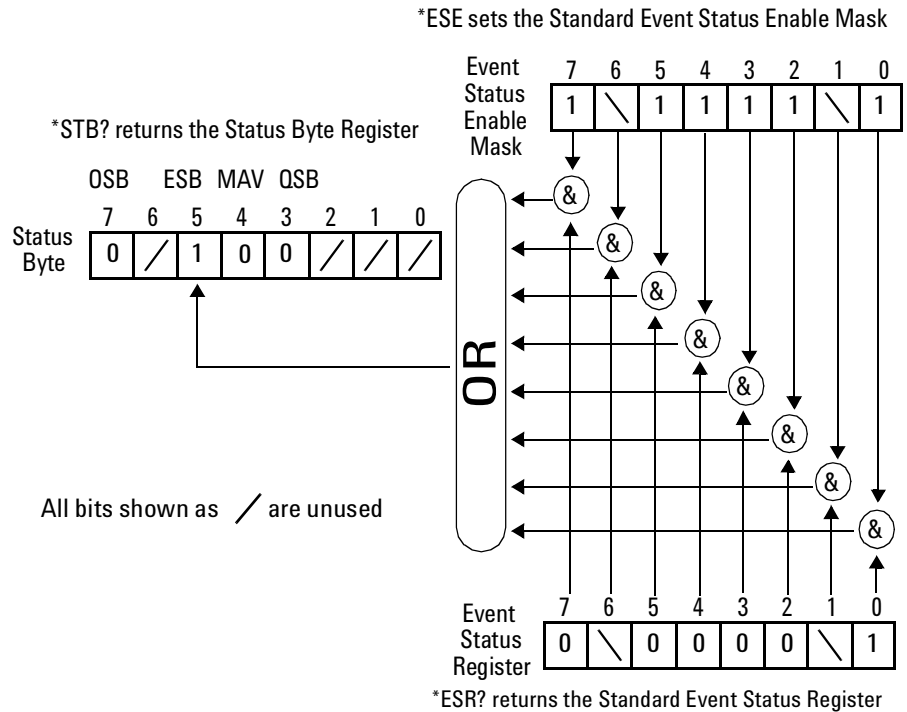 *ESE sets the Standard Event Status Enable Mask
Event
Status
Enable
Mask
7 6 5 4 3 2 1 0
1 \ 1 1 1 1 \ 1
*STB? returns the Status Byte Register
OSB ESB MAV QSB
7 6 5 4 3 2 1 0
Status
Byte
0 / 1 0 0 / / /
&
&
&
&
&
&
&
&
OR
All bits shown as / are unused
7 6 5 4 3 2 1 0
Event
Status
Register
0 \ 0 0 0 0 \ 1
*ESR? returns the Standard Event Status Register